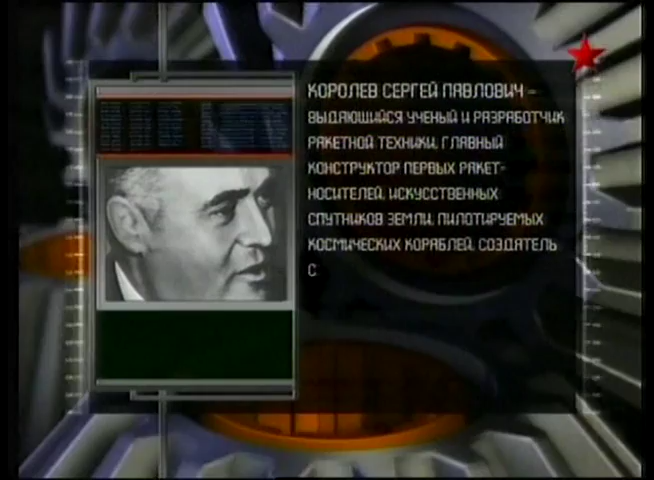 КОРОЛЕВ СЕРГЕЙ ПАВЛОВИЧ –
ВЫДАЮЩИЙСЯ УЧЕНЫЙ И РАЗРАБОТЧИК
РАКЕТНОЙ ТЕХНИКИ, ГЛАВНЫЙ
КОНСТРУКТОР ПЕРВЫХ РАКЕТ-
НОСИТЕЛЕЙ, ИСКУССТВЕННЫХ
СПУТНИКОВ ЗЕМЛИ, ПИЛОТИРУЕМЫХ
КОСМИЧЕСКИХ КОРАБЛЕЙ, СОЗДАТЕЛЬ
С